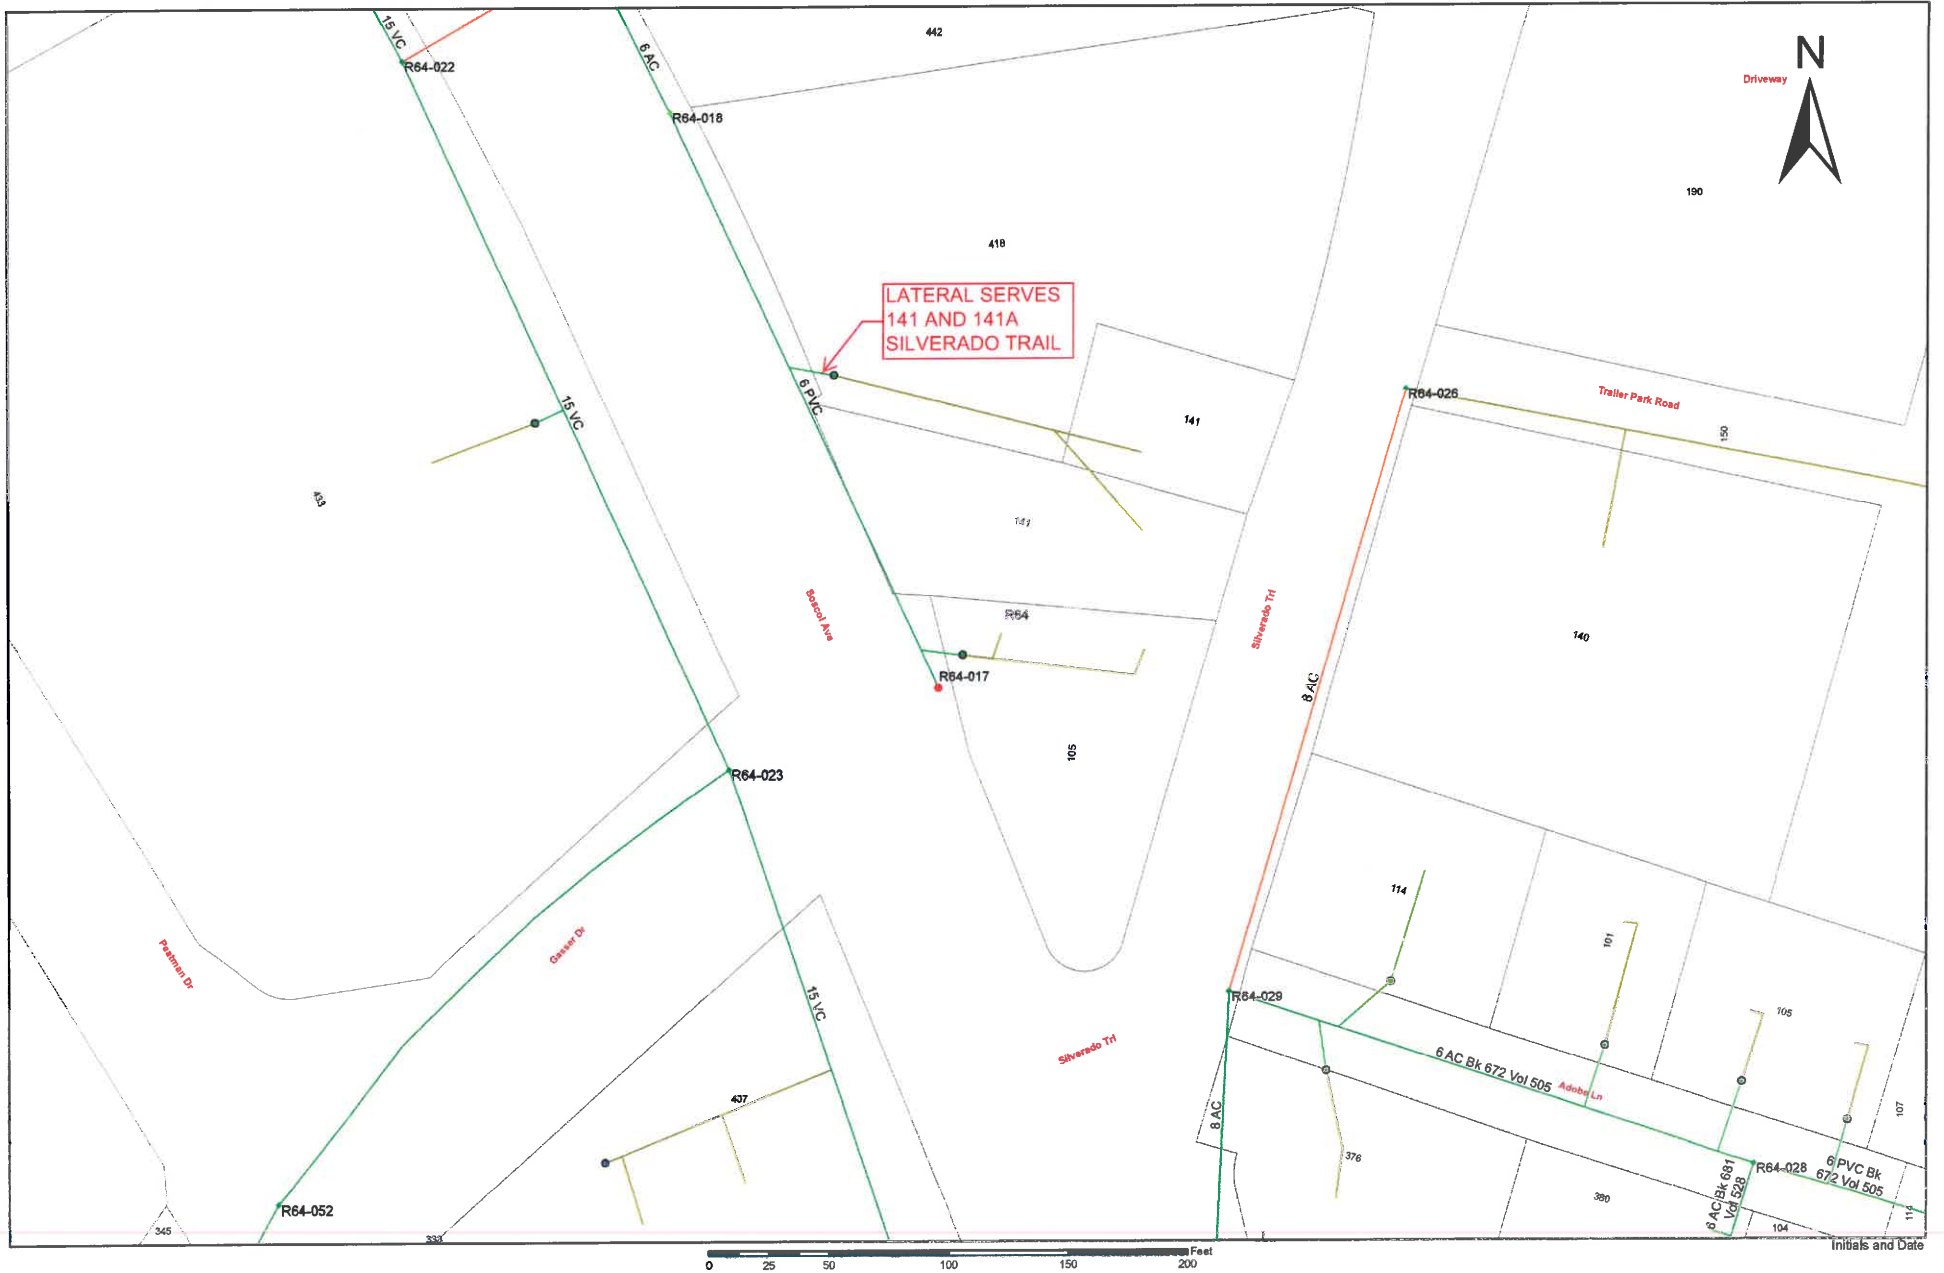 15 VC
R64-022
6 AC
R64-018
442
N
Driveway
190
418
LATERAL SERVES
141 AND 141A
SILVERADO TRAIL
6 PVC
15 VC
433
141
141
R64-026
Trailer Park Road
150
140
Soscol Ave
Silverado Trl
R64
R64-017
105
8 AC
R64-023
114
101
105
Peatman Dr
Gasser Dr
15 VC
R64-029
Silverado Trl
6 AC Bk 672 Vol 505
Adobe Ln
8 AC
407
376
380
R64-028
6 PVC Bk
672 Vol 505
6 AC Bk 681
Vol 528
107
114
104
R64-052
345
333
Initials and Date
Feet
0 25 50 100 150 200